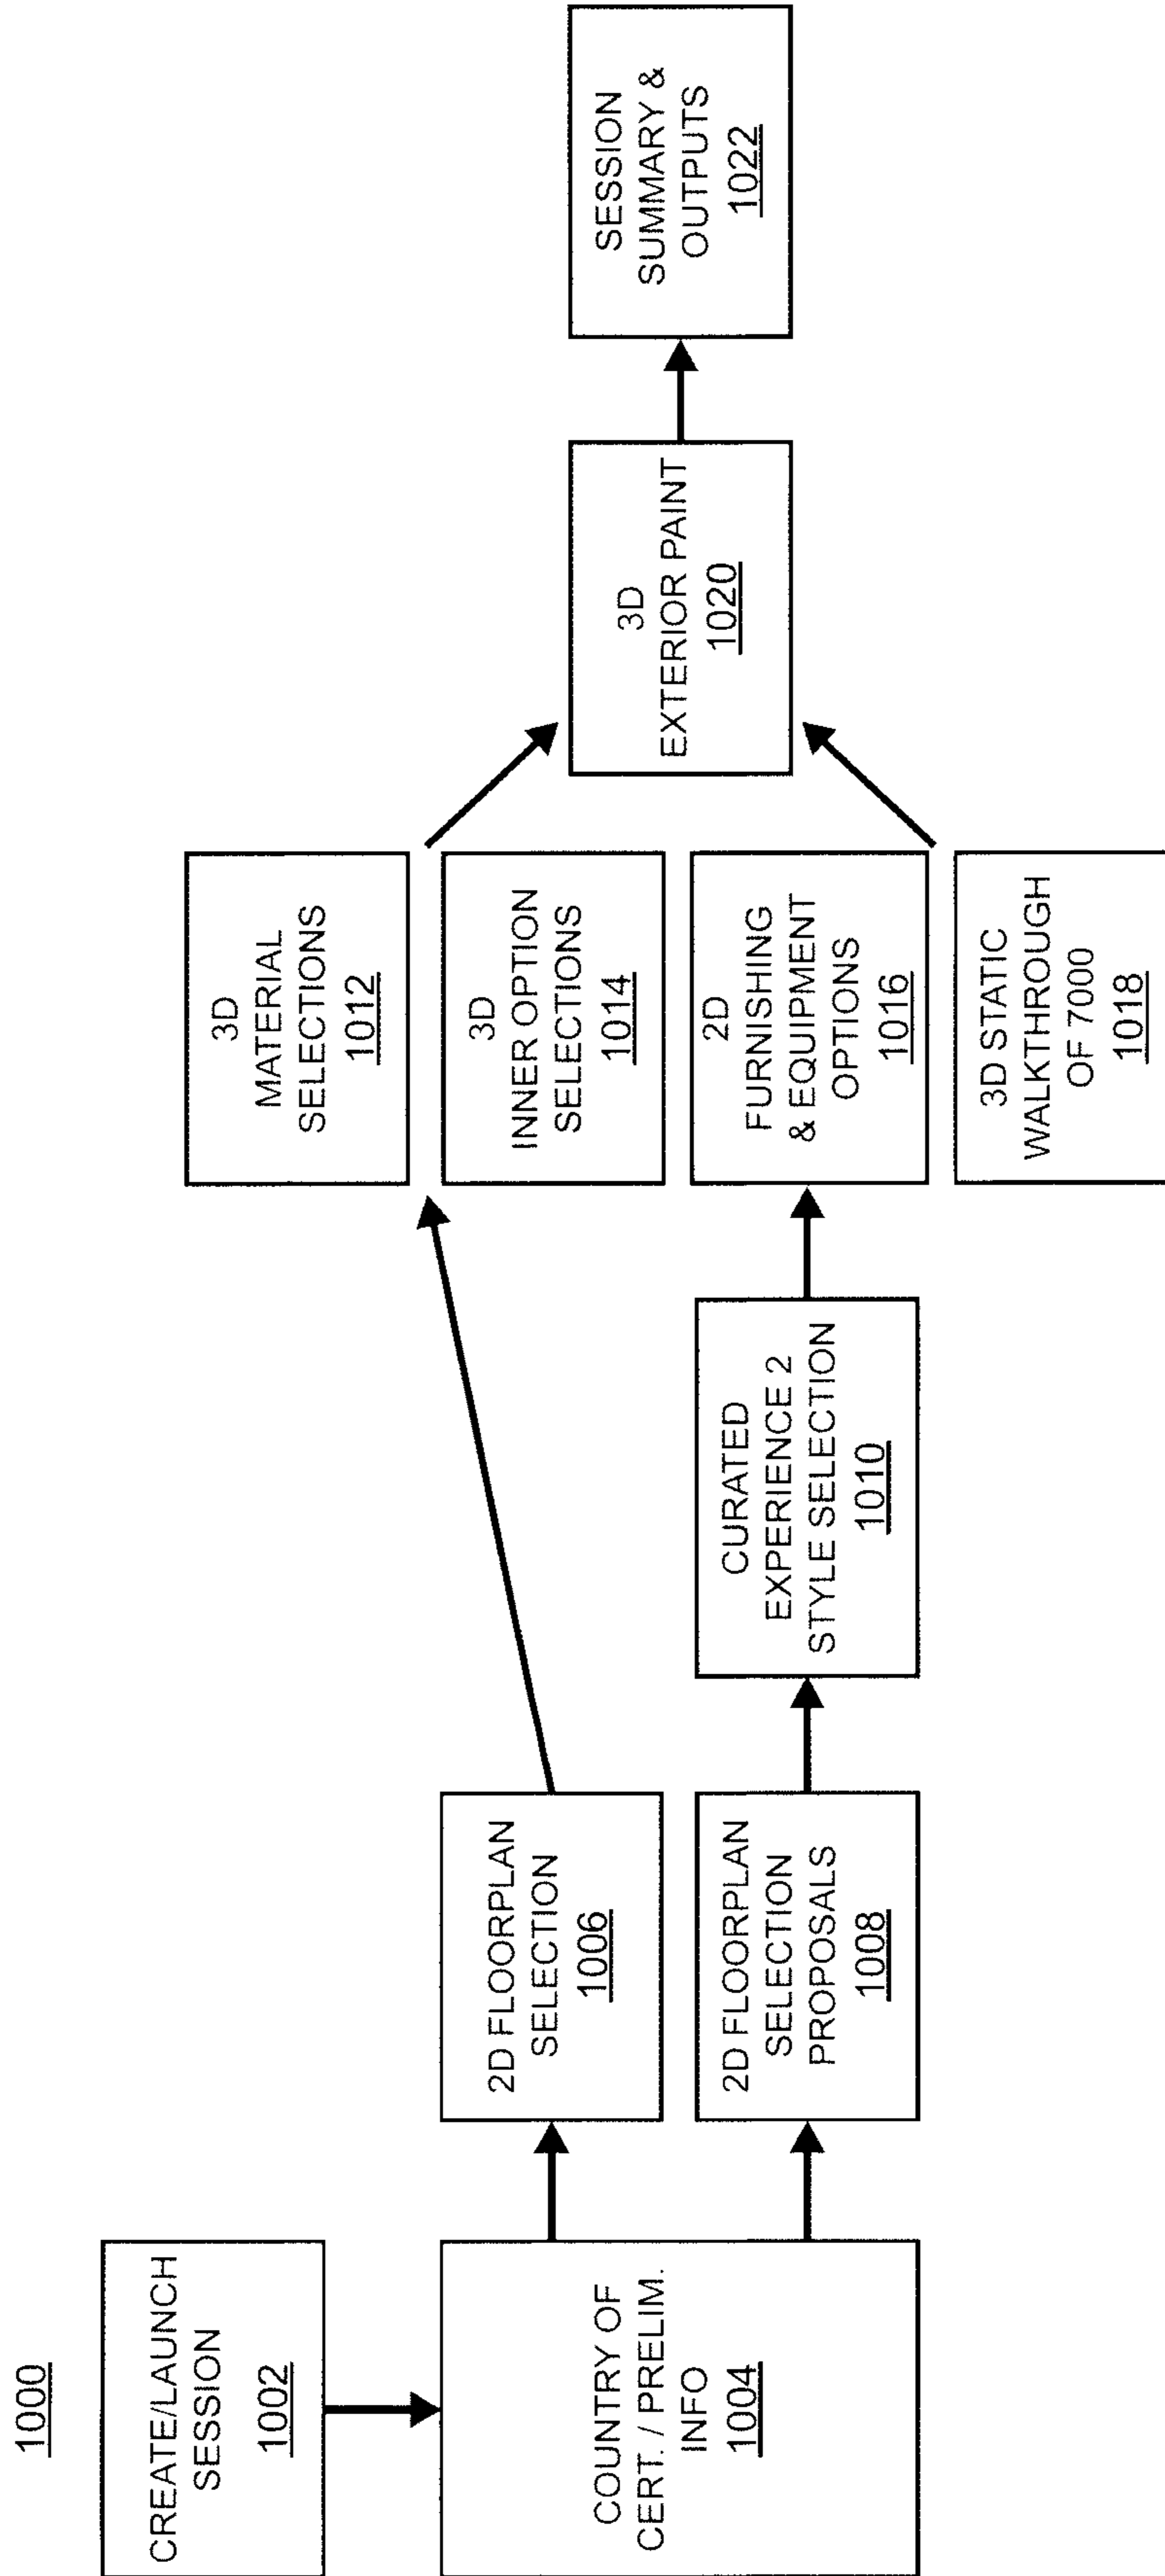 1000
CREATE/LAUNCH
SESSION
1002
COUNTRY OF
CERT. / PRELIM.
INFO
1004
2D FLOORPLAN
SELECTION
1006
2D FLOORPLAN
SELECTION
PROPOSALS
1008
CURATED
EXPERIENCE 2
STYLE SELECTION
1010
3D
MATERIAL
SELECTIONS
1012
3D
INNER OPTION
SELECTIONS
1014
2D
FURNISHING
& EQUIPMENT
OPTIONS
1016
3D STATIC
WALKTHROUGH
OF 7000
1018
3D
EXTERIOR PAINT
1020
SESSION
SUMMARY &
OUTPUTS
1022